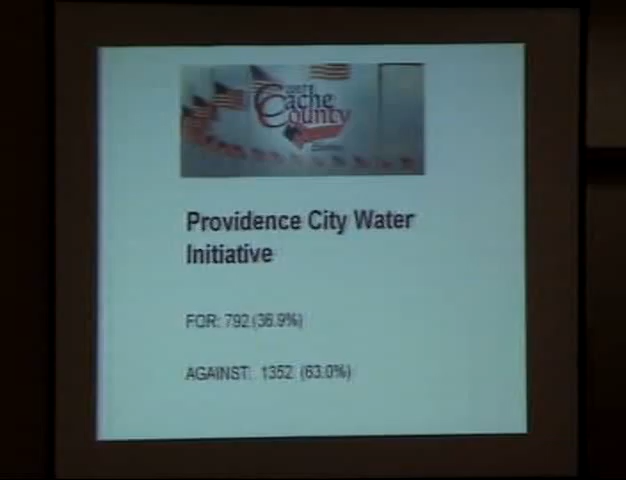 Cache
County
Providence City Water
Initiative
FOR: 792 (36.9%)
AGAINST: 1352 (63.0%)